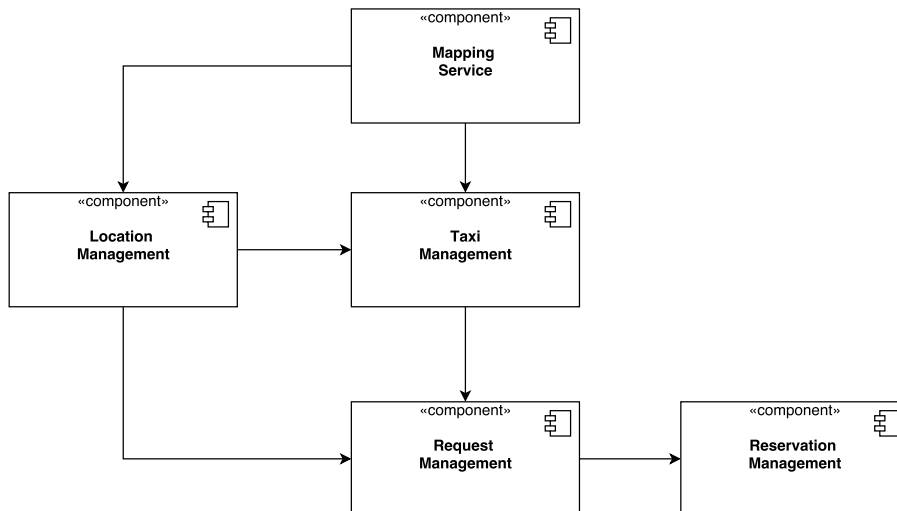 «component»
Mapping
Service
«component»
Location
Management
«component»
Taxi
Management
«component»
Request
Management
«component»
Reservation
Management